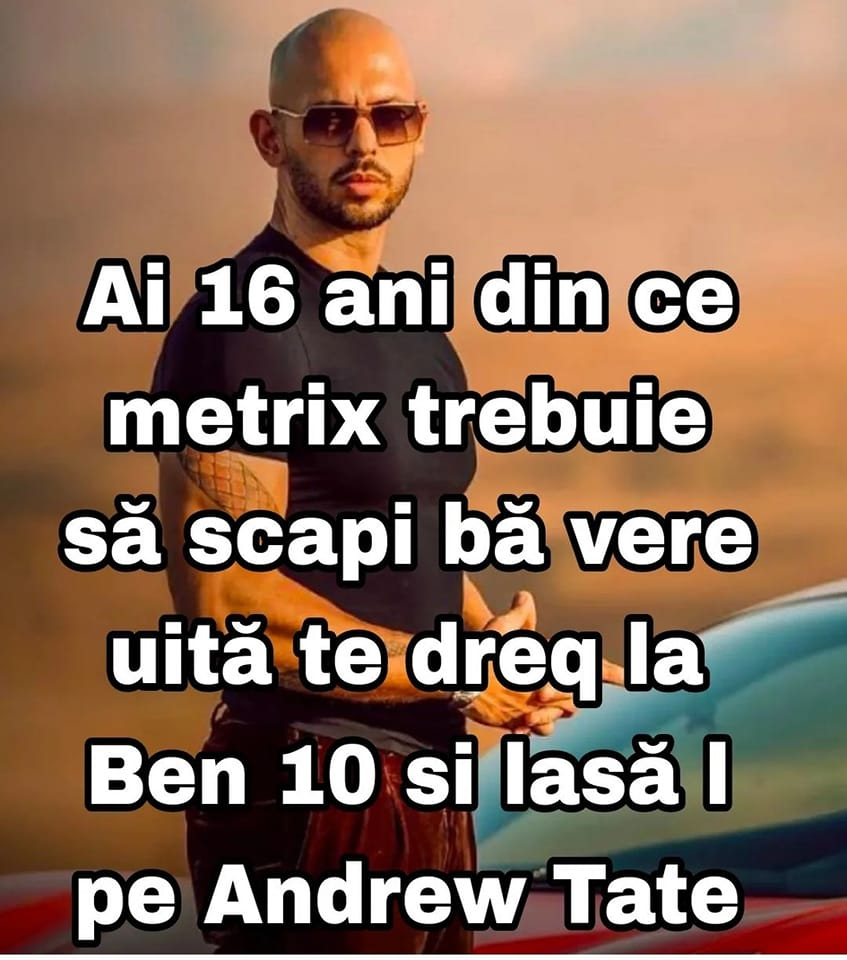 Ai 16 ani din ce
metrix trebuie
să scapi bă vere
uită te dreq la
Ben 10 si lasă l
pe Andrew Tate